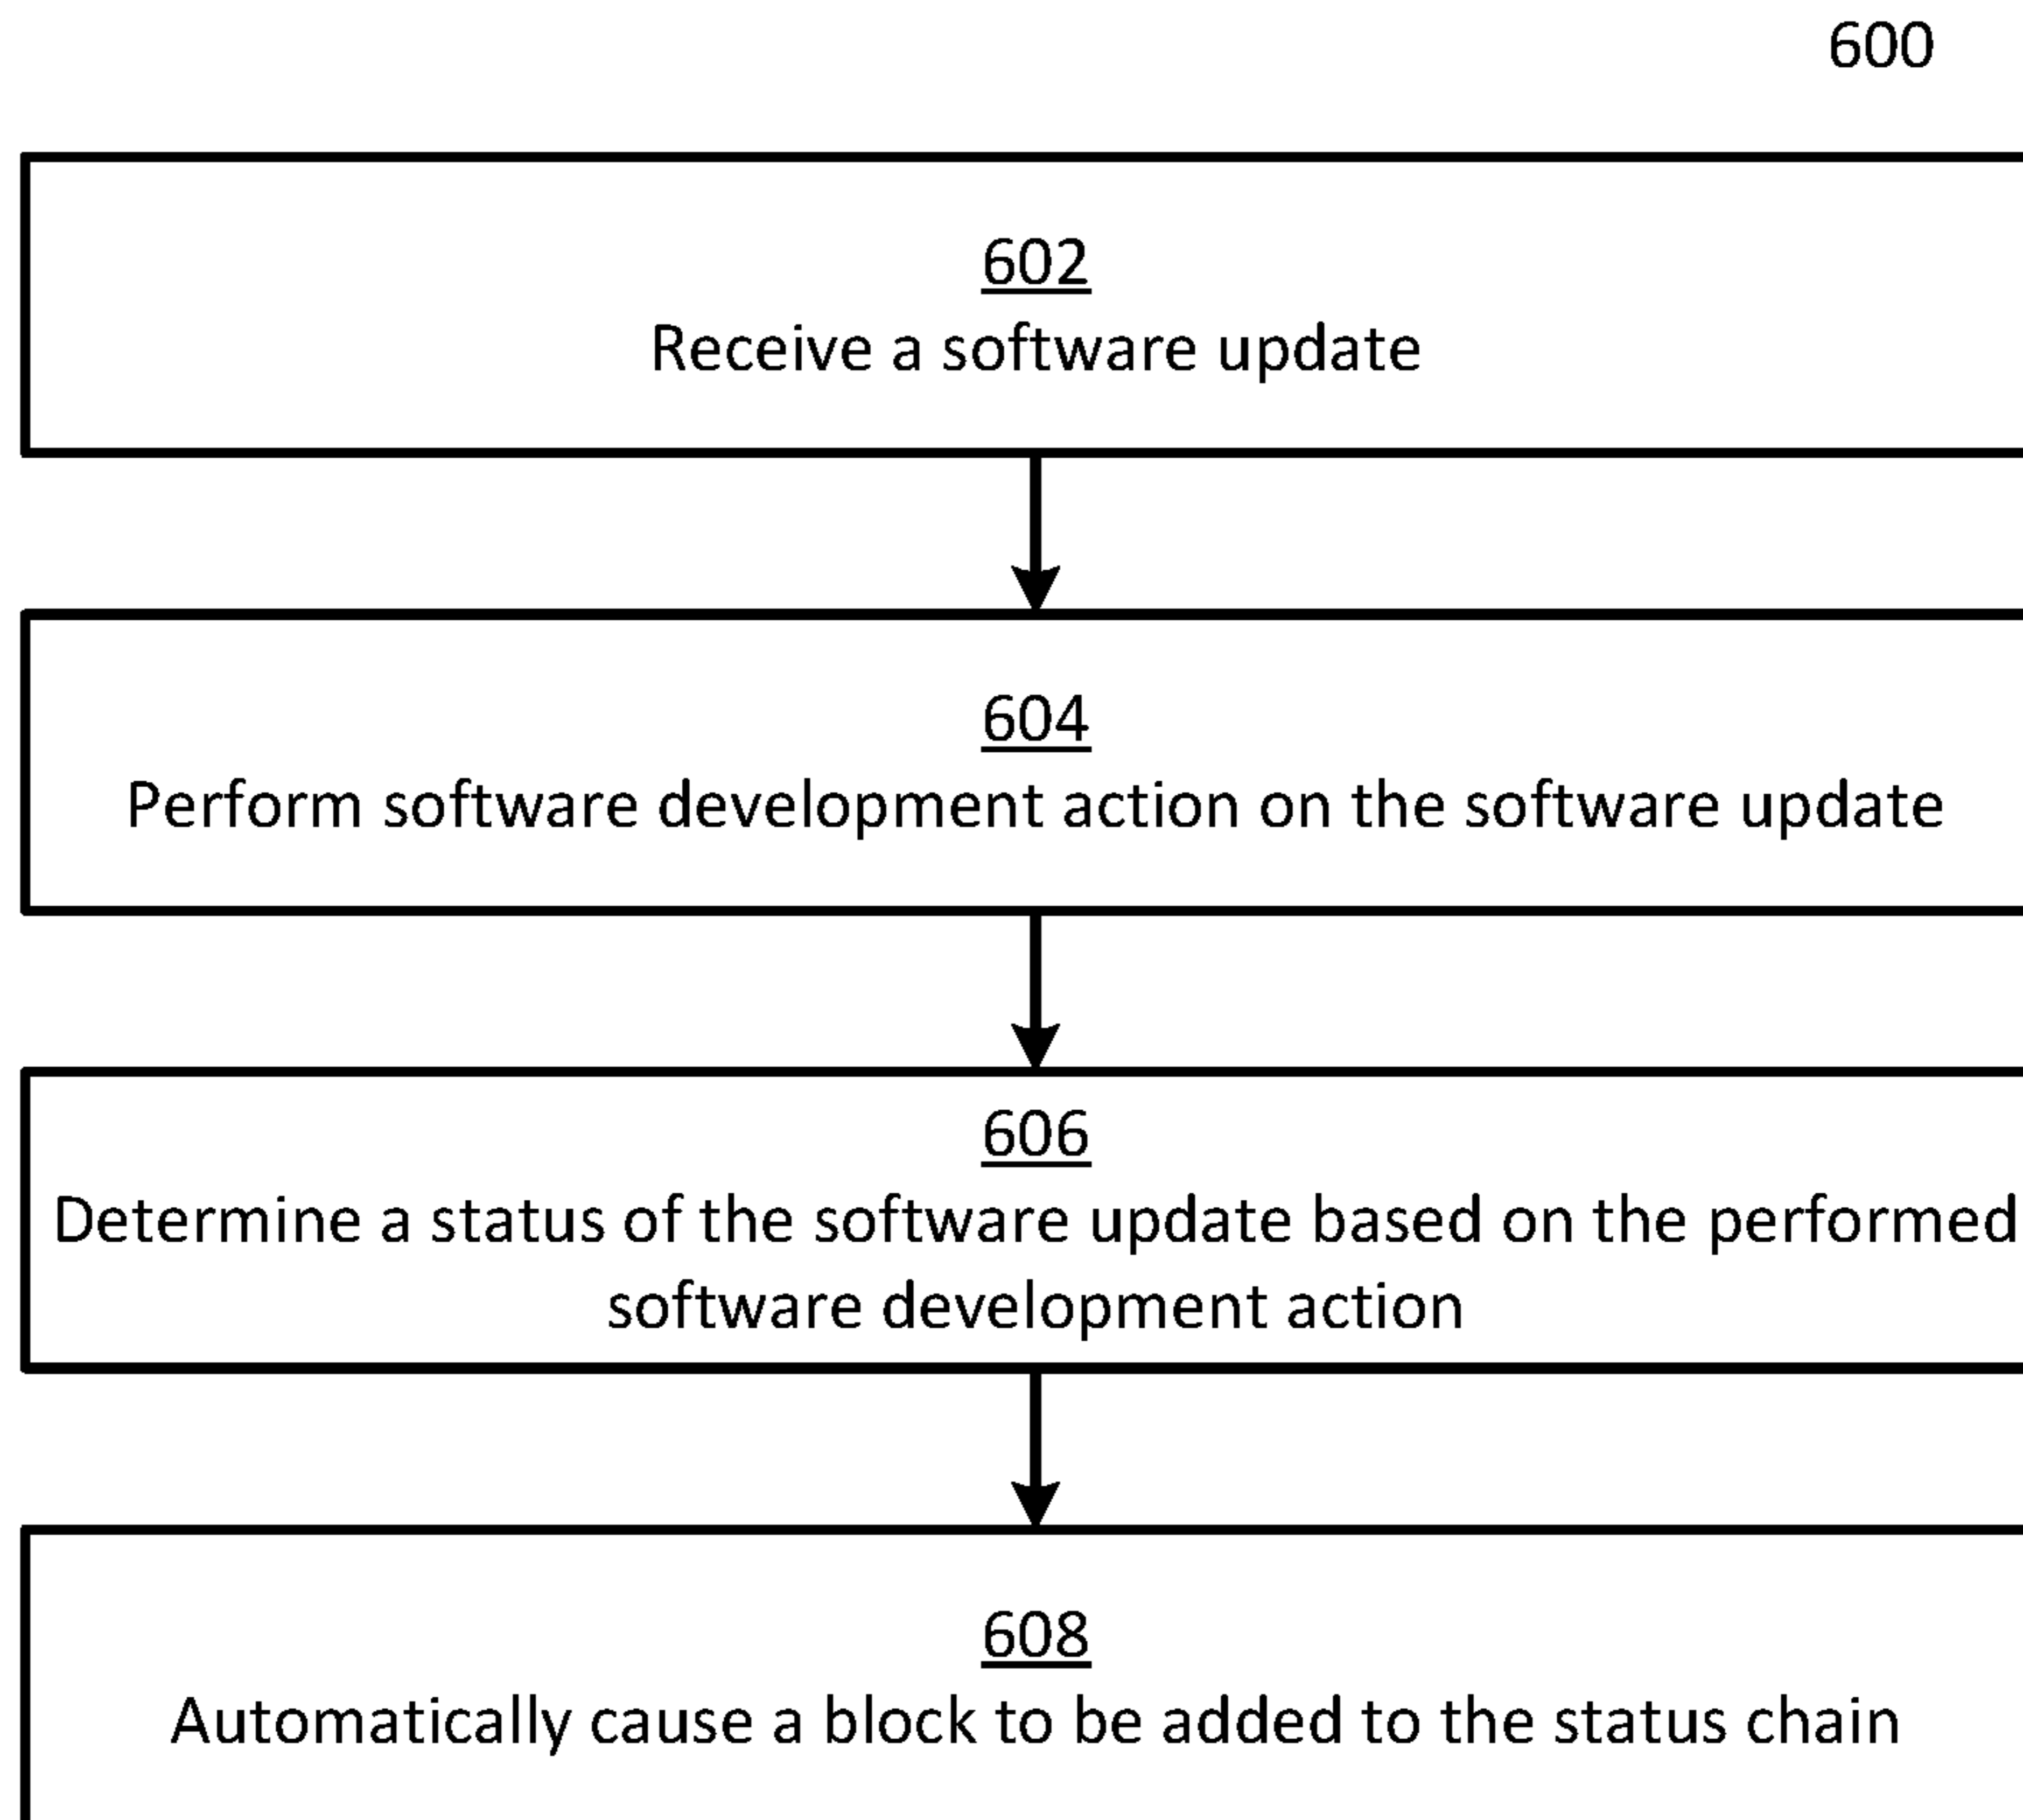 600
602
Receive a software update
604
Perform software development action on the software update
606
Determine a status of the software update based on the performed
software development action
608
Automatically cause a block to be added to the status chain